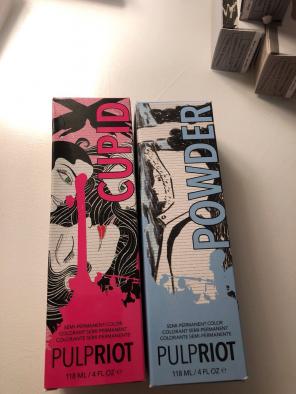 CUPID
SEMI-PERMANENT COLOR
COLORANT SEMI-PERMANENTE
COLORANTE SEMI-PERMANENTE
PULPRIOT
118 ML / 4 FL OZ ℮
POWDER
SEMI-PERMANENT COLOR
COLORANT SEMI-PERMANENT
COLORANTE SEMI-PERMANENTE
PULPRIOT
118 ML / 4 FL OZ ℮